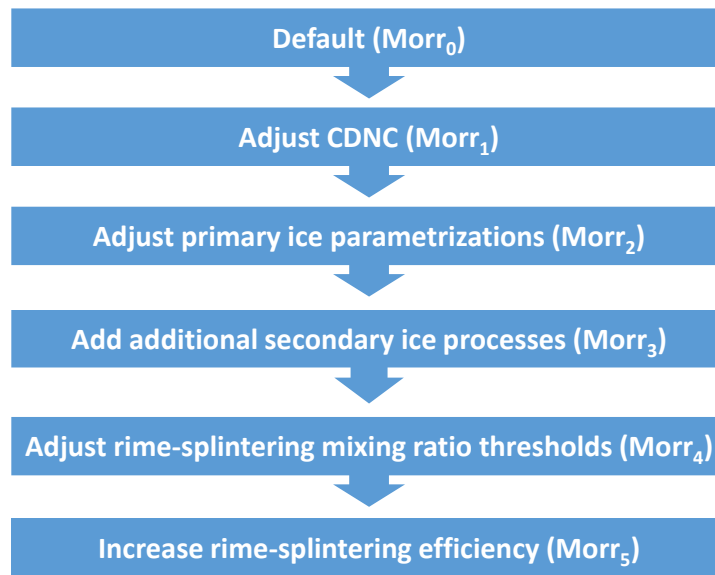 Default (Morr₀)
Adjust CDNC (Morr₁)
Adjust primary ice parametrizations (Morr₂)
Add additional secondary ice processes (Morr₃)
Adjust rime-splintering mixing ratio thresholds (Morr₄)
Increase rime-splintering efficiency (Morr₅)